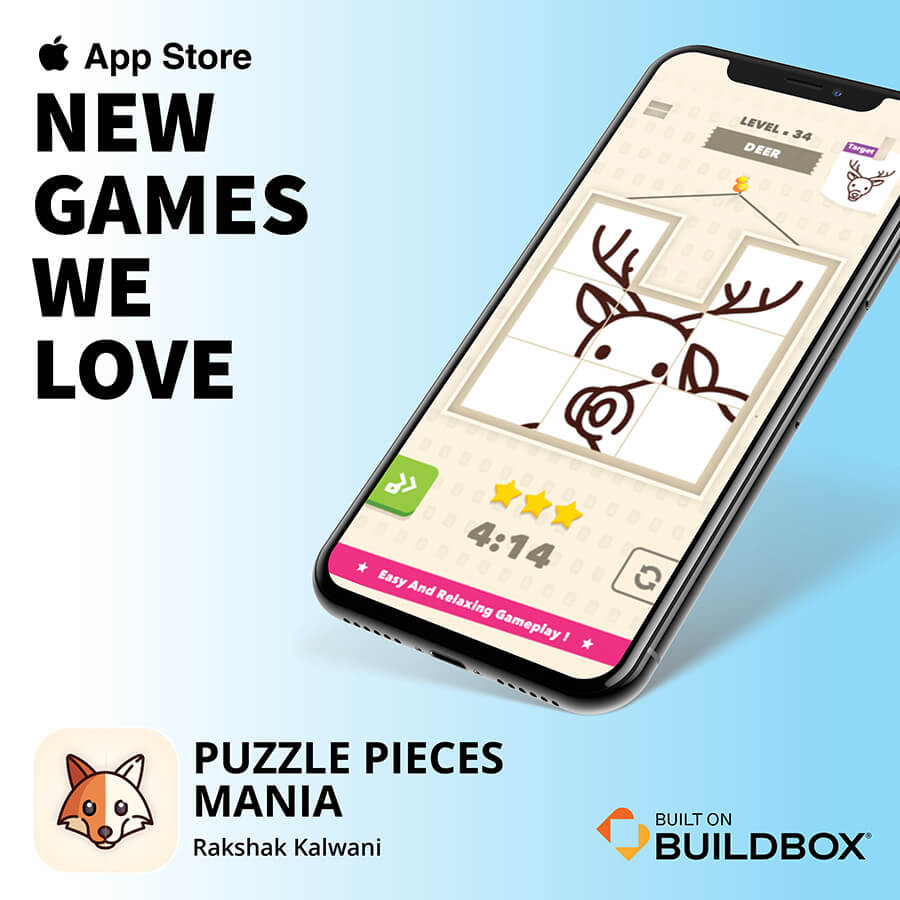 App Store
NEW
GAMES
WE
LOVE
LEVEL . 34
DEER
Target
4:14
Easy And Relaxing Gameplay !
PUZZLE PIECES
MANIA
Rakshak Kalwani
BUILT ON
BUILDBOX®